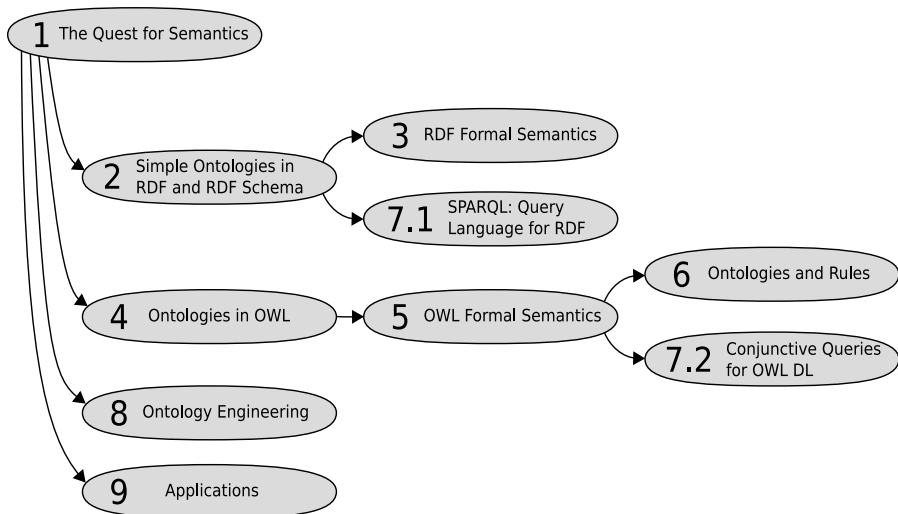 1 The Quest for Semantics
3 RDF Formal Semantics
2 Simple Ontologies in
RDF and RDF Schema
7.1 SPARQL: Query
Language for RDF
6 Ontologies and Rules
4 Ontologies in OWL
5 OWL Formal Semantics
7.2 Conjunctive Queries
for OWL DL
8 Ontology Engineering
9 Applications